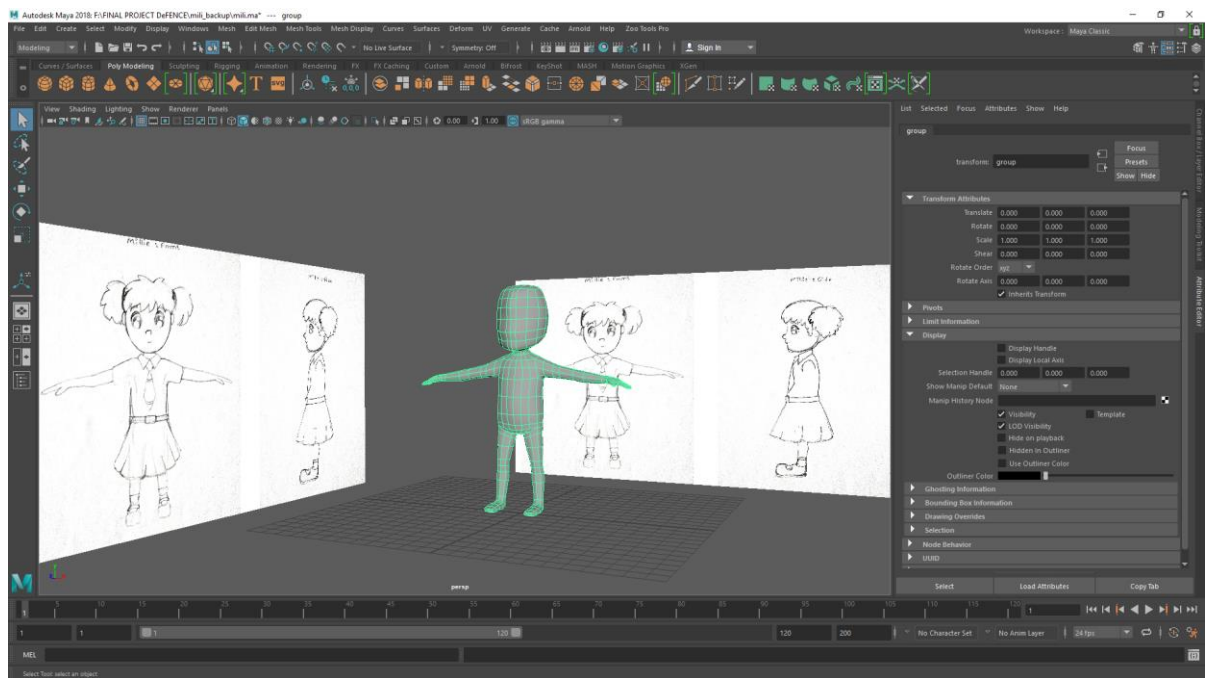 Autodesk Maya 2018: F:\FINAL PROJECT DeFENCE\mili_backup\mili.ma* --- group
File Edit Create Select Modify Display Windows Mesh Edit Mesh Mesh Tools Mesh Display Curves Surfaces Deform UV Generate Cache Arnold Help Zoo Tools Pro
Workspace: Maya Classic
Modeling No Live Surface Symmetry: Off Sign In
Curves / Surfaces Poly Modeling Sculpting Rigging Animation Rendering FX FX Caching Custom Arnold Bifrost KeyShot MASH Motion Graphics XGen
View Shading Lighting Show Renderer Panels
0.00 1.00 sRGB gamma
persp
List Selected Focus Attributes Show Help
group
transform: group
Focus
Presets
Show Hide
Transform Attributes
Translate 0.000 0.000 0.000
Rotate 0.000 0.000 0.000
Scale 1.000 1.000 1.000
Shear 0.000 0.000 0.000
Rotate Order xyz
Rotate Axis 0.000 0.000 0.000
Inherits Transform
Pivots
Limit Information
Display
Display Handle
Display Local Axis
Selection Handle 0.000 0.000 0.000
Show Manip Default None
Manip History Node
Visibility Template
LOD Visibility
Hide on playback
Hidden In Outliner
Use Outliner Color
Outliner Color
Ghosting Information
Bounding Box Information
Drawing Overrides
Selection
Node Behavior
UUID
Select Load Attributes Copy Tab
Channel Box / Layer Editor
Modeling Toolkit
Attribute Editor
1 5 10 15 20 25 30 35 40 45 50 55 60 65 70 75 80 85 90 95 100 105 110 115 120 1
1 1 1 120 120 200 No Character Set No Anim Layer 24 fps
MEL
Select Tool: select an object